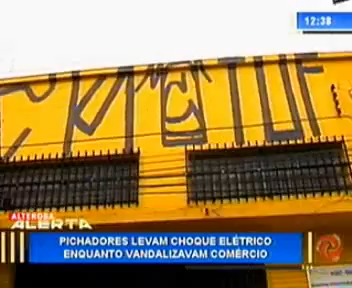 12:38
ALTEROSA
ALERTA
PICHADORES LEVAM CHOQUE ELÉTRICO
ENQUANTO VANDALIZAVAM COMÉRCIO